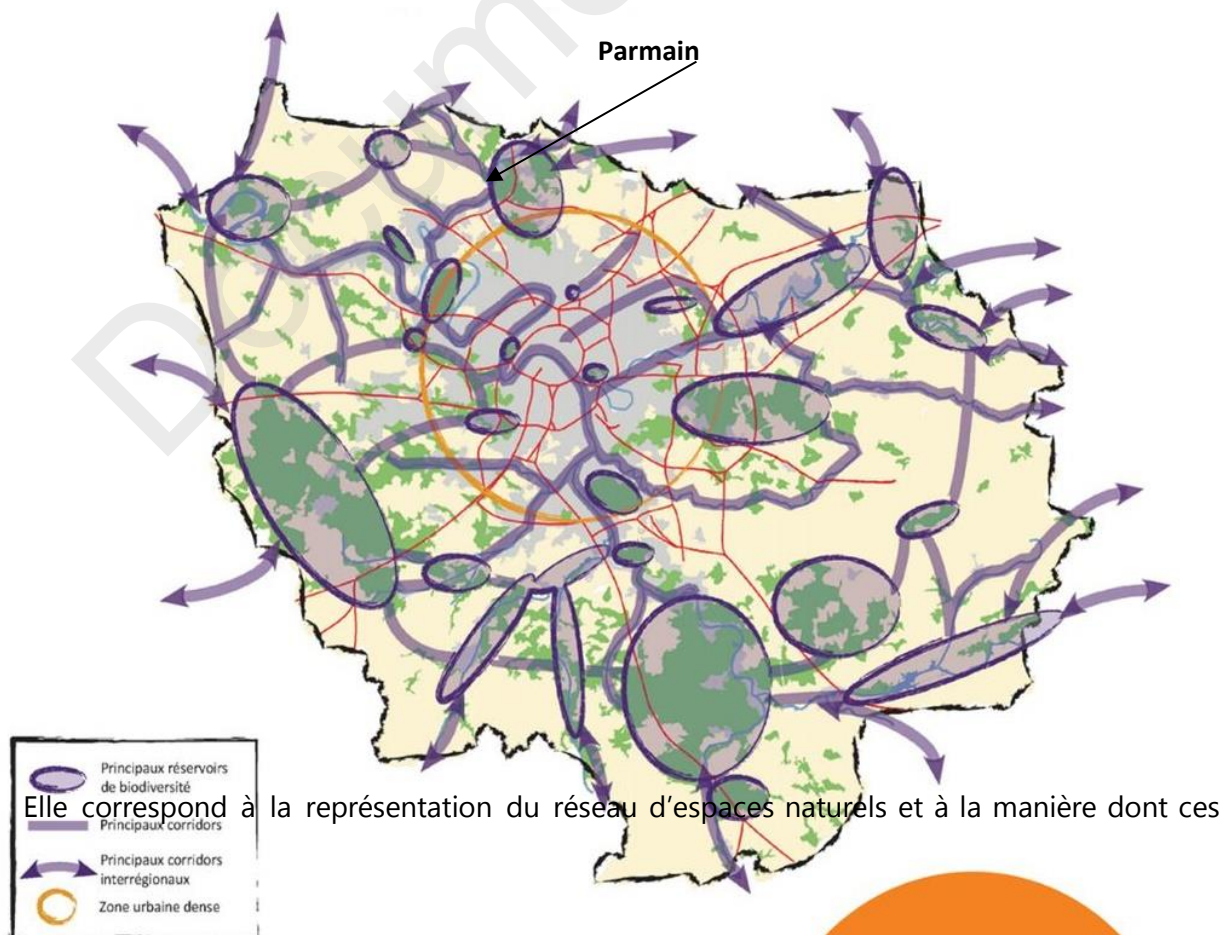 Parmain
Principaux réservoirs
de biodiversité
Elle correspond à la représentation du réseau d’espaces naturels et à la manière dont ces
Principaux corridors
Principaux corridors
interrégionaux
Zone urbaine dense